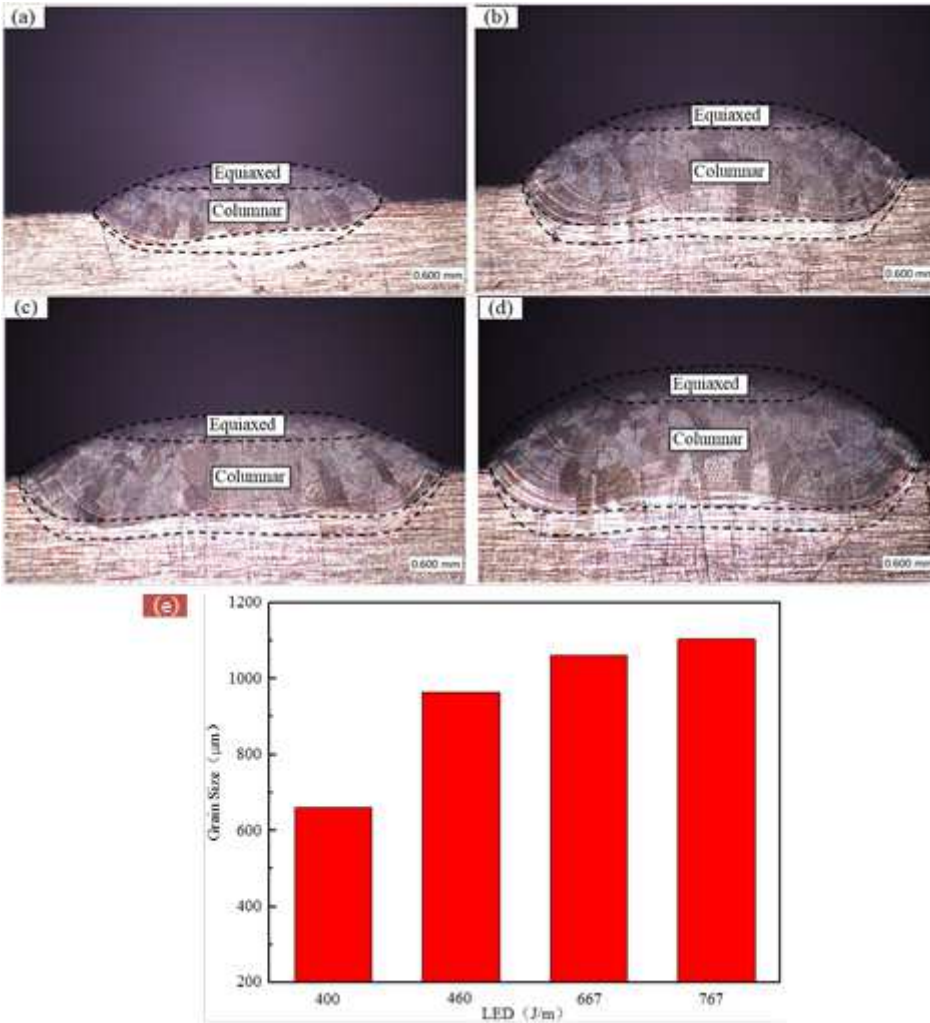 (a)
Equiaxed
Columnar
0.600 mm
(b)
Equiaxed
Columnar
0.600 mm
(c)
Equiaxed
Columnar
0.600 mm
(d)
Equiaxed
Columnar
0.600 mm
(e)
1200
1000
800
600
400
200
Grain Size（μm）
400 460 667 767
LED（J/m）